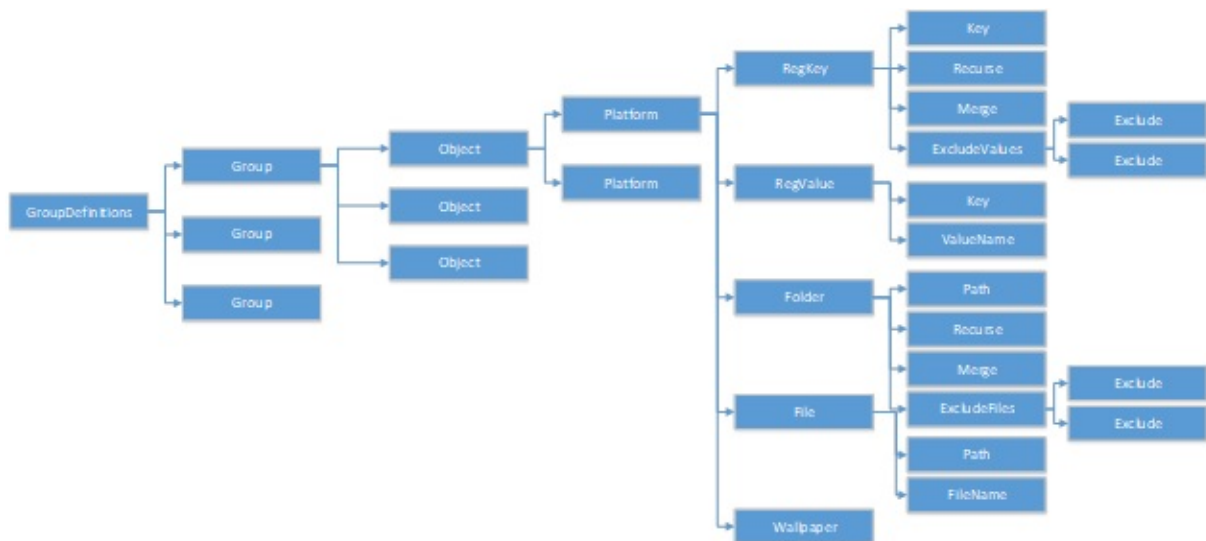 Key
RegKey
Recurse
Platform
Merge
Exclude
Object
ExcludeValues
Group
Exclude
Platform
RegValue
Key
GroupDefinitions
Object
Group
ValueName
Object
Path
Group
Folder
Recurse
Merge
Exclude
File
ExcludeFiles
Exclude
Path
FileName
Wallpaper